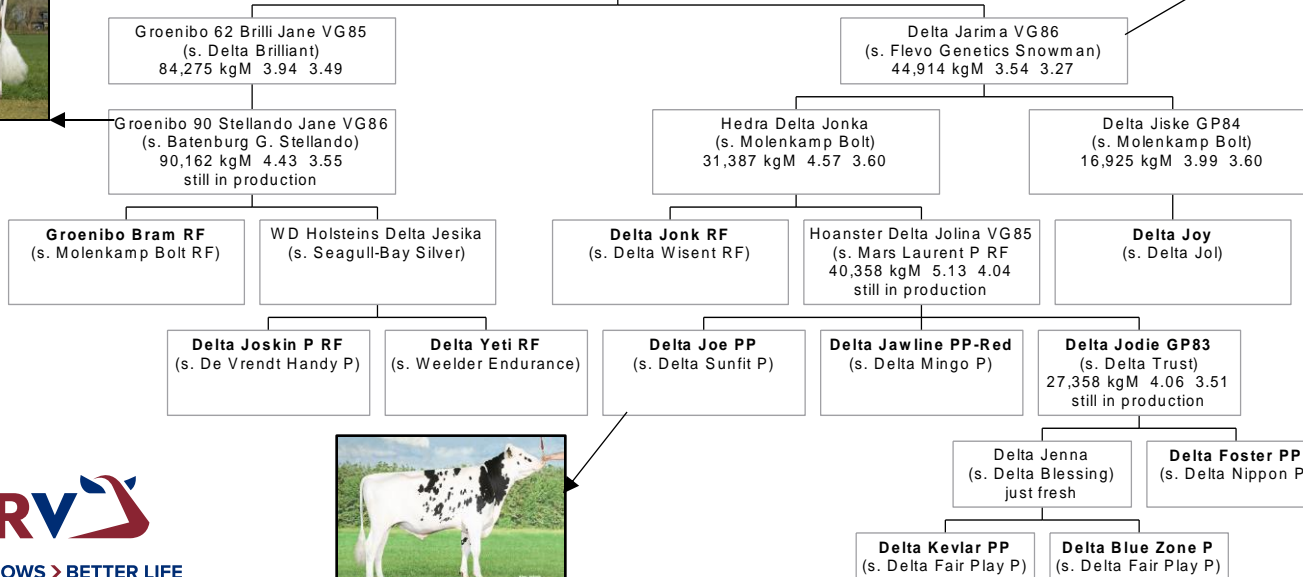 Groenibo 62 Brilli Jane VG85
(s. Delta Brilliant)
84,275 kgM 3.94 3.49
Delta Jarima VG86
(s. Flevo Genetics Snowman)
44,914 kgM 3.54 3.27
Groenibo 90 Stellando Jane VG86
(s. Batenburg G. Stellando)
90,162 kgM 4.43 3.55
still in production
Hedra Delta Jonka
(s. Molenkamp Bolt)
31,387 kgM 4.57 3.60
Delta Jiske GP84
(s. Molenkamp Bolt)
16,925 kgM 3.99 3.60
Groenibo Bram RF
(s. Molenkamp Bolt RF)
WD Holsteins Delta Jesika
(s. Seagull-Bay Silver)
Delta Jonk RF
(s. Delta Wisent RF)
Hoanster Delta Jolina VG85
(s. Mars Laurent P RF
40,358 kgM 5.13 4.04
still in production
Delta Joy
(s. Delta Jol)
Delta Joskin P RF
(s. De Vrendt Handy P)
Delta Yeti RF
(s. Weelder Endurance)
Delta Joe PP
(s. Delta Sunfit P)
Delta Jawline PP-Red
(s. Delta Mingo P)
Delta Jodie GP83
(s. Delta Trust)
27,358 kgM 4.06 3.51
still in production
Delta Jenna
(s. Delta Blessing)
just fresh
Delta Foster PP
(s. Delta Nippon P
Delta Kevlar PP
(s. Delta Fair Play P)
Delta Blue Zone P
(s. Delta Fair Play P)
RV
OWS > BETTER LIFE